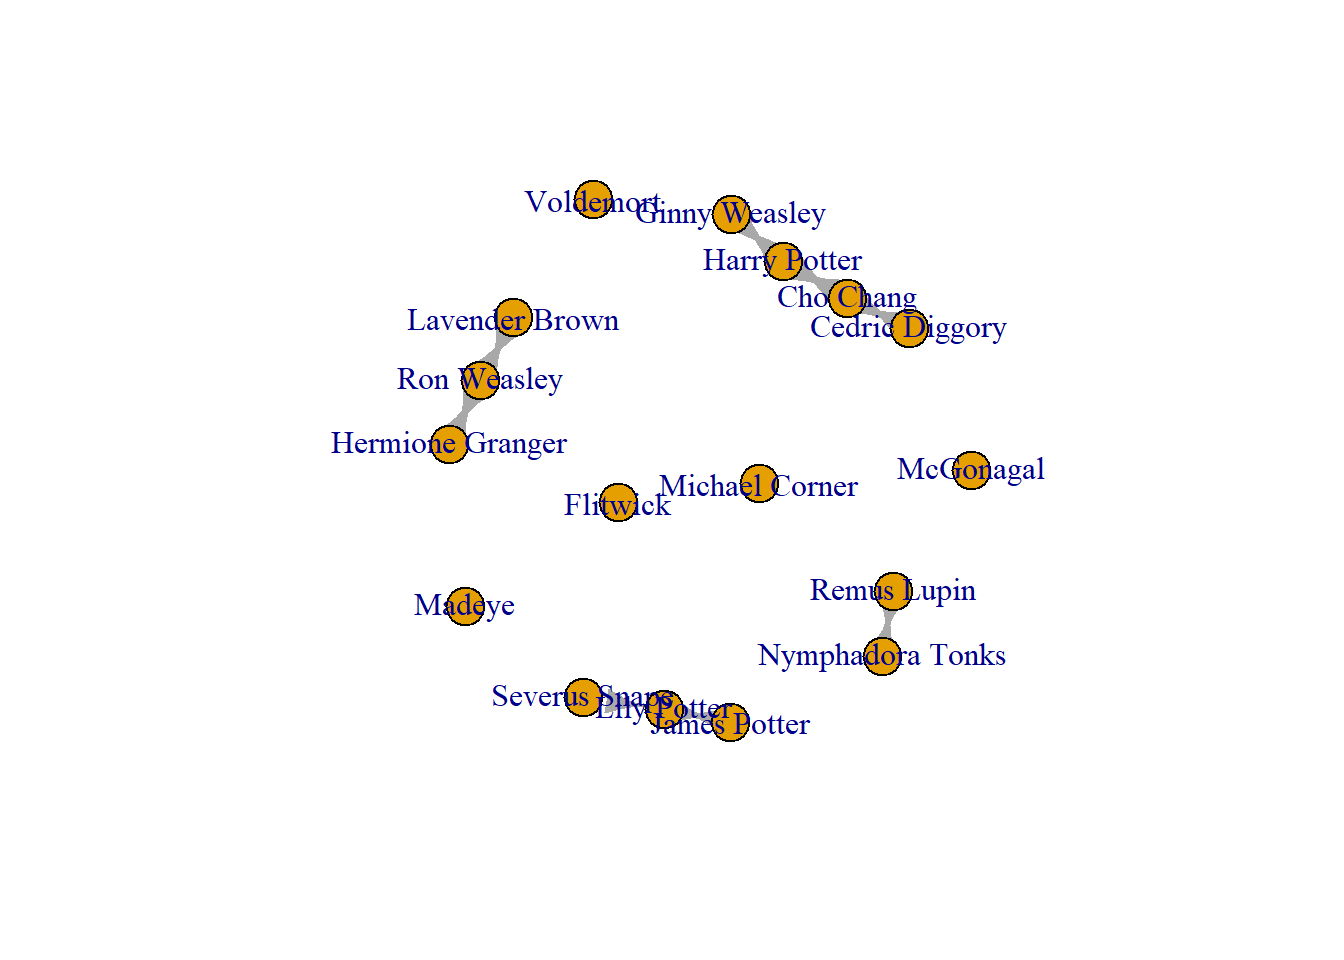 Voldemort
Ginny Weasley
Harry Potter
Cho Chang
Cedric Diggory
Lavender Brown
Ron Weasley
Hermione Granger
McGonagal
Michael Corner
Flitwick
Remus Lupin
Madeye
Nymphadora Tonks
Severus Snape
Lily Potter
James Potter